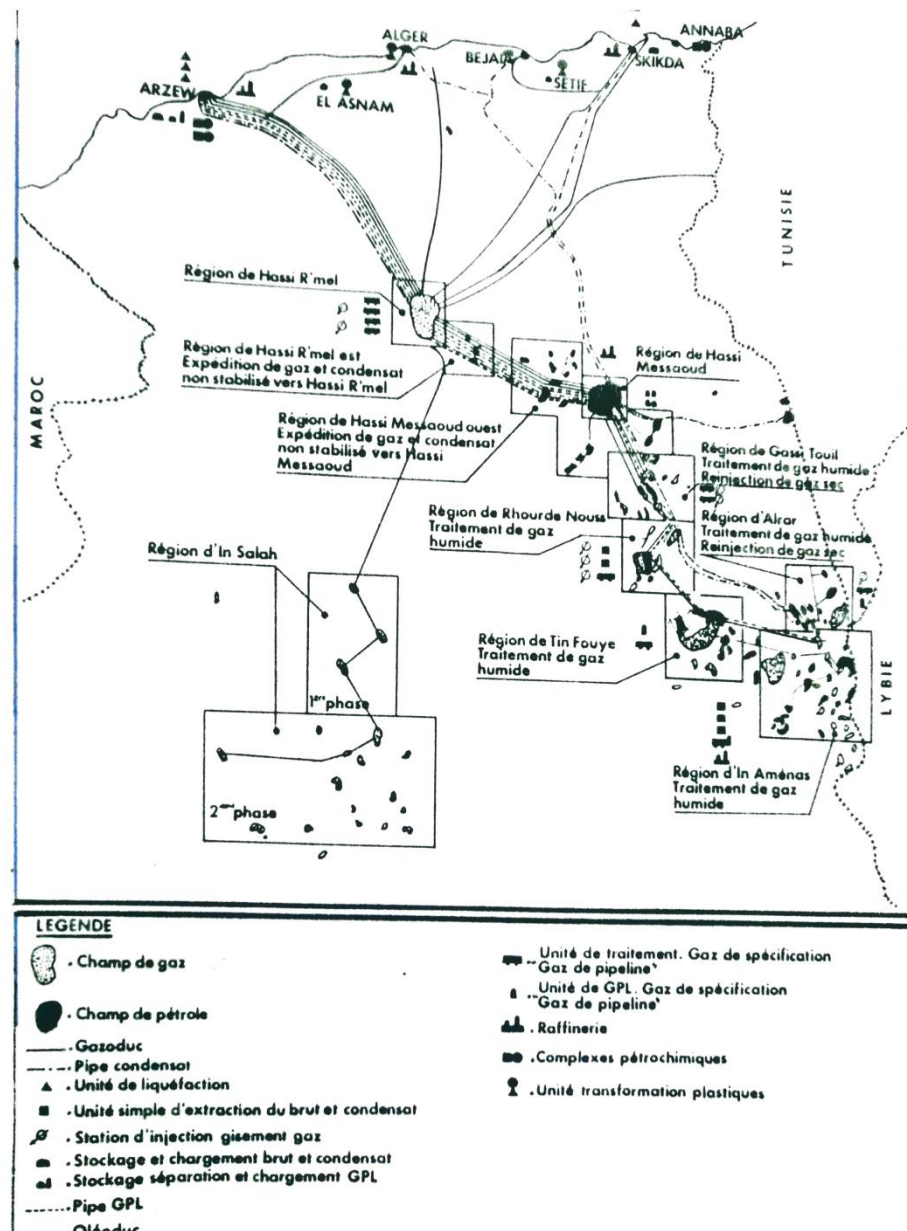 ALGER
BEJAIA
ANNABA
SKIKDA
SETIF
EL ASNAM
ARZEW
TUNISIE
MAROC
LYBIE
Région de Hassi R'mel
Région de Hassi R'mel est
Expédition de gaz et condensat
non stabilisé vers Hassi R'mel
Région de Hassi
Messaoud
Région de Hassi Messaoud ouest
Expédition de gaz et condensat
non stabilisé vers Hassi
Messaoud
Région de Gassi Touil
Traitement de gaz humide
Reinjection de gaz sec
Région de Rhourde Nouss
Traitement de gaz
humide
Région d'Alrar
Traitement de gaz humide
Reinjection de gaz sec
Région d'In Salah
Région de Tin Fouye
Traitement de gaz
humide
1ere phase
2eme phase
Région d'In Aménas
Traitement de gaz
humide
LEGENDE
. Champ de gaz
. Champ de pétrole
. Gazoduc
. Pipe condensat
. Unité de liquéfaction
. Unité simple d'extraction du brut et condensat
. Station d'injection gisement gaz
. Stockage et chargement brut et condensat
. Stockage séparation et chargement GPL
. Pipe GPL
Oléoduc
Unité de traitement. Gaz de spécification
"Gaz de pipeline"
. Unité de GPL. Gaz de spécification
"Gaz de pipeline"
. Raffinerie
. Complexes pétrochimiques
. Unité transformation plastiques